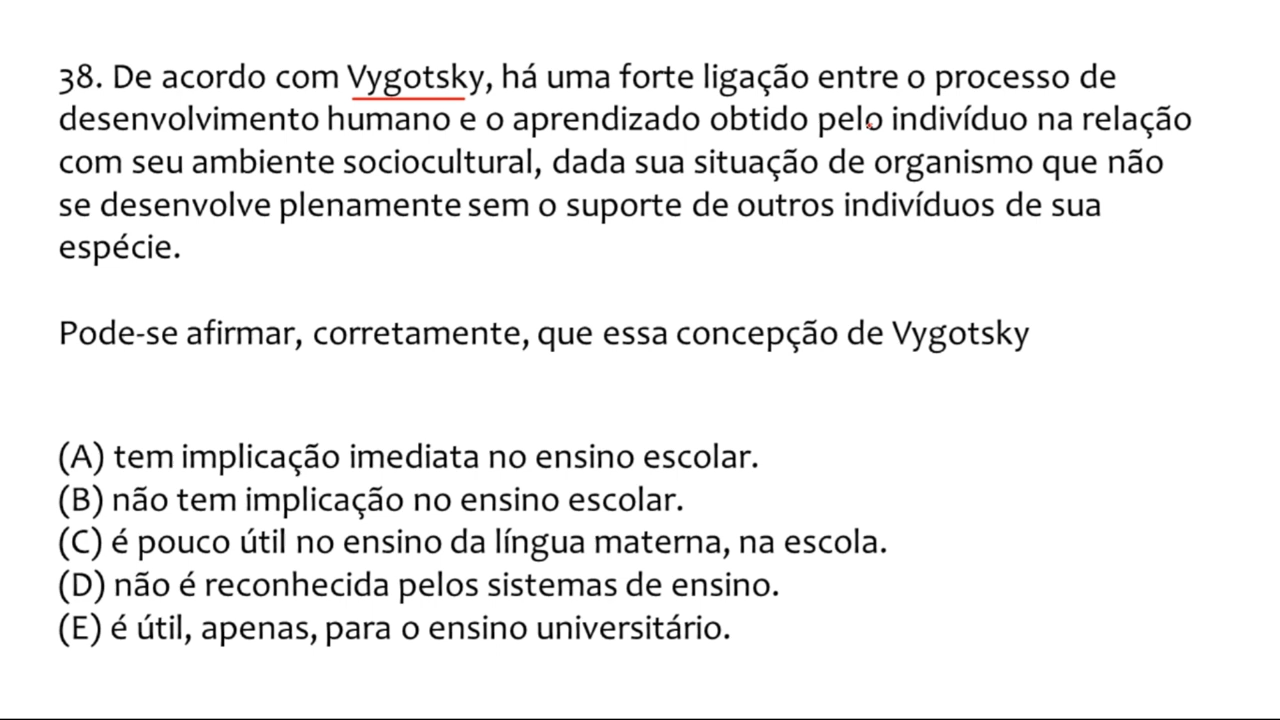 38. De acordo com Vygotsky, há uma forte ligação entre o processo de
desenvolvimento humano e o aprendizado obtido pelo indivíduo na relação
com seu ambiente sociocultural, dada sua situação de organismo que não
se desenvolve plenamente sem o suporte de outros indivíduos de sua
espécie.
Pode-se afirmar, corretamente, que essa concepção de Vygotsky
(A) tem implicação imediata no ensino escolar.
(B) não tem implicação no ensino escolar.
(C) é pouco útil no ensino da língua materna, na escola.
(D) não é reconhecida pelos sistemas de ensino.
(E) é útil, apenas, para o ensino universitário.